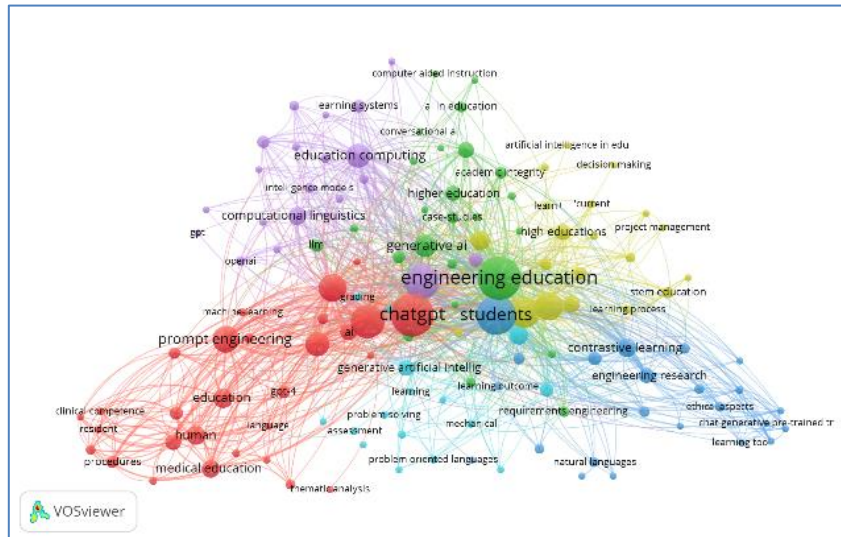 computer aided instruction
earning systems
a in education
conversational a
artificial intelligence in edu
education computing
academic integrity
decision making
intelligence models
higher education
learni
'current
computational linguistics
case-studies
project management
gpt
high educations
llm
generative ai
openai
engineering education
stem education
grading
machine learning
learning process
chatgpt
students
prompt engineering
ai
contrastive learning
generative artificial intellig
engineering research
education
gpt-4
learning
learning outcome
clinical competence
ethical aspects
requirements engineering
resident
language
problem solving
mechanical
chat generative pre-trained tr
human
assessment
learning too
procedures
medical education
problem oriented languages
natural languages
thematic analysis
VOSviewer